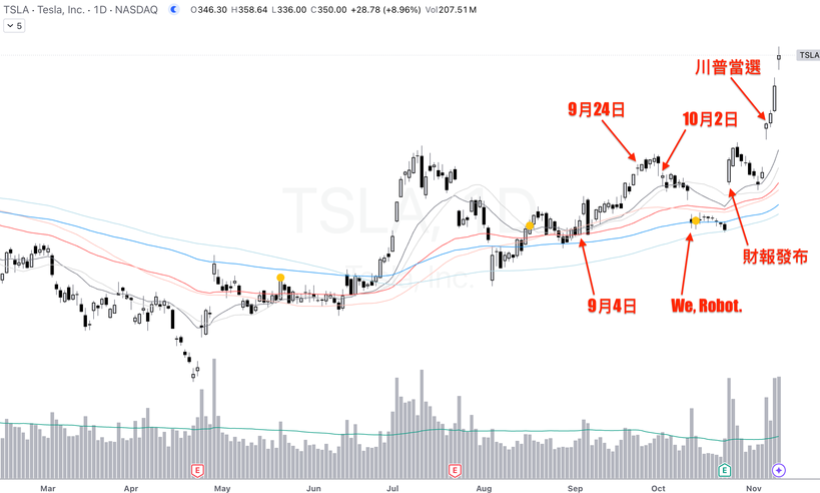 TSLA · Tesla, Inc. · 1D · NASDAQ O346.30 H358.64 L336.00 C350.00 +28.78 (+8.96%) Vol207.51M
5
TSLA
川普當選
9月24日
10月2日
TSLA, 1D
Tesla, Inc.
財報發布
9月4日
We, Robot.
E
E
E
Mar Apr May Jun Jul Aug Sep Oct Nov